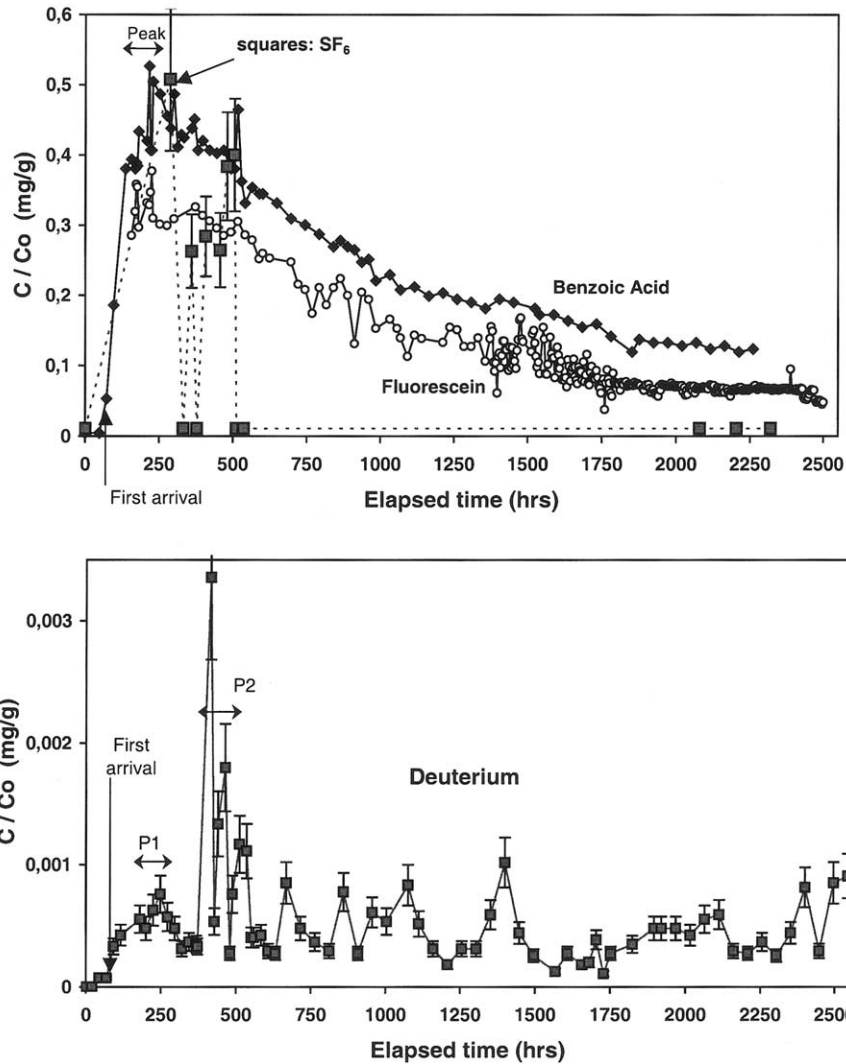 0,6
Peak
squares: SF6
0,5
0,4
C / Co (mg/g)
0,3
0,2
Benzoic Acid
0,1
Fluorescein
0
0 250 500 750 1000 1250 1500 1750 2000 2250 2500
First arrival
Elapsed time (hrs)
0,003
P2
C / Co (mg/g)
0,002
First
arrival
Deuterium
P1
0,001
0
0 250 500 750 1000 1250 1500 1750 2000 2250 2500
Elapsed time (hrs)